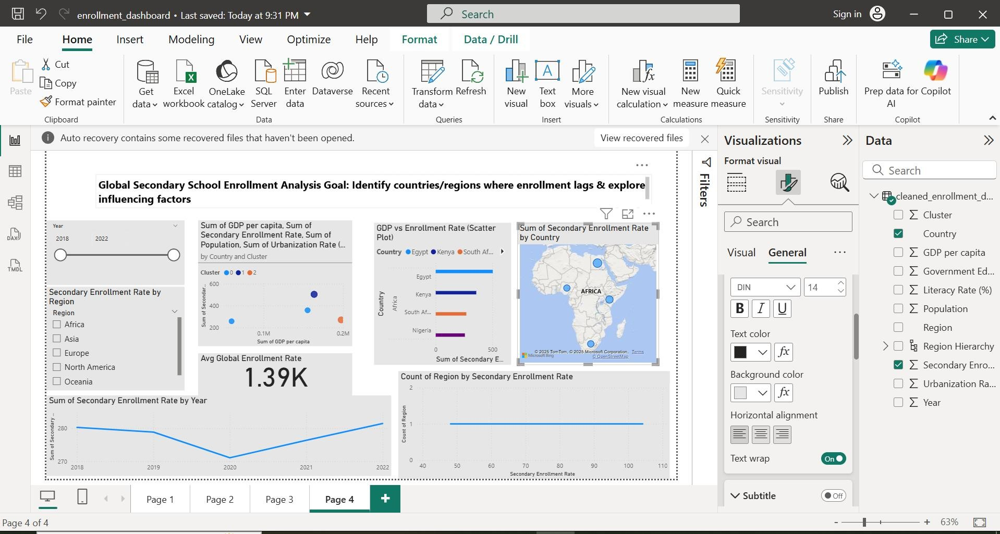 enrollment_dashboard • Last saved: Today at 9:31 PM
Search
Sign in
File
Home
Insert
Modeling
View
Optimize
Help
Format
Data / Drill
Share
Paste
Cut
Copy
Format painter
Clipboard
Get data
Excel workbook
OneLake catalog
SQL Server
Enter data
Dataverse
Recent sources
Data
Transform data
Refresh
Queries
New visual
Text box
More visuals
Insert
New visual calculation
New measure
Quick measure
Calculations
Sensitivity
Sensitivity
Publish
Share
Prep data for AI
Copilot
Copilot
Auto recovery contains some recovered files that haven't been opened.
View recovered files
DAX
TMDL
Global Secondary School Enrollment Analysis Goal: Identify countries/regions where enrollment lags & explore
influencing factors
Year
2018
2022
Secondary Enrollment Rate by
Region
Region
Africa
Asia
Europe
North America
Oceania
Sum of GDP per capita, Sum of
Secondary Enrollment Rate, Sum of
Population, Sum of Urbanization Rate (...
by Country and Cluster
Cluster 0 1 2
Sum of Secondar...
600
400
200
0.1M
0.2M
Sum of GDP per capita
Avg Global Enrollment Rate
1.39K
GDP vs Enrollment Rate (Scatter
Plot)
Country Egypt Kenya South Af...
Country
Africa
Egypt
Kenya
South Af...
Nigeria
0
500
Sum of Secondary E...
Sum of Secondary Enrollment Rate
by Country
AFRICA
© 2025 TomTom, © 2025 Microsoft Corporation, Terms
Microsoft Bing
© OpenStreetMap
Sum of Secondary Enrollment Rate by Year
Sum of Secondary ...
280
270
2018
2019
2020
2021
2022
Count of Region by Secondary Enrollment Rate
Count of Region
2
1
0
40
50
60
70
80
90
100
110
Secondary Enrollment Rate
Filters
Visualizations
Format visual
Search
Visual
General
DIN
14
B
I
U
Text color
fx
Background color
fx
Horizontal alignment
Text wrap
On
Subtitle
Off
Data
Search
cleaned_enrollment_d...
Cluster
Country
GDP per capita
Government Ed...
Literacy Rate (%)
Population
Region
Region Hierarchy
Secondary Enro...
Urbanization Ra...
Year
Page 1
Page 2
Page 3
Page 4
Page 4 of 4
63%